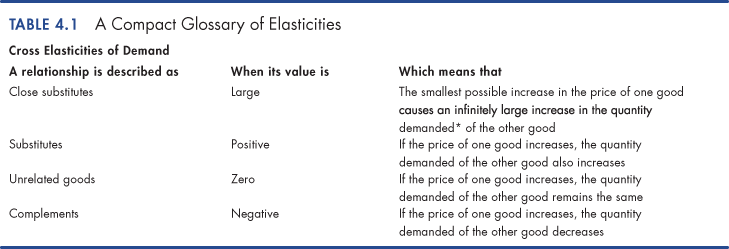 TABLE 4.1 A Compact Glossary of Elasticities
Cross Elasticities of Demand
A relationship is described as When its value is Which means that
Close substitutes Large The smallest possible increase in the price of one good
causes an infinitely large increase in the quantity
demanded* of the other good
Substitutes Positive If the price of one good increases, the quantity
demanded of the other good also increases
Unrelated goods Zero If the price of one good increases, the quantity
demanded of the other good remains the same
Complements Negative If the price of one good increases, the quantity
demanded of the other good decreases